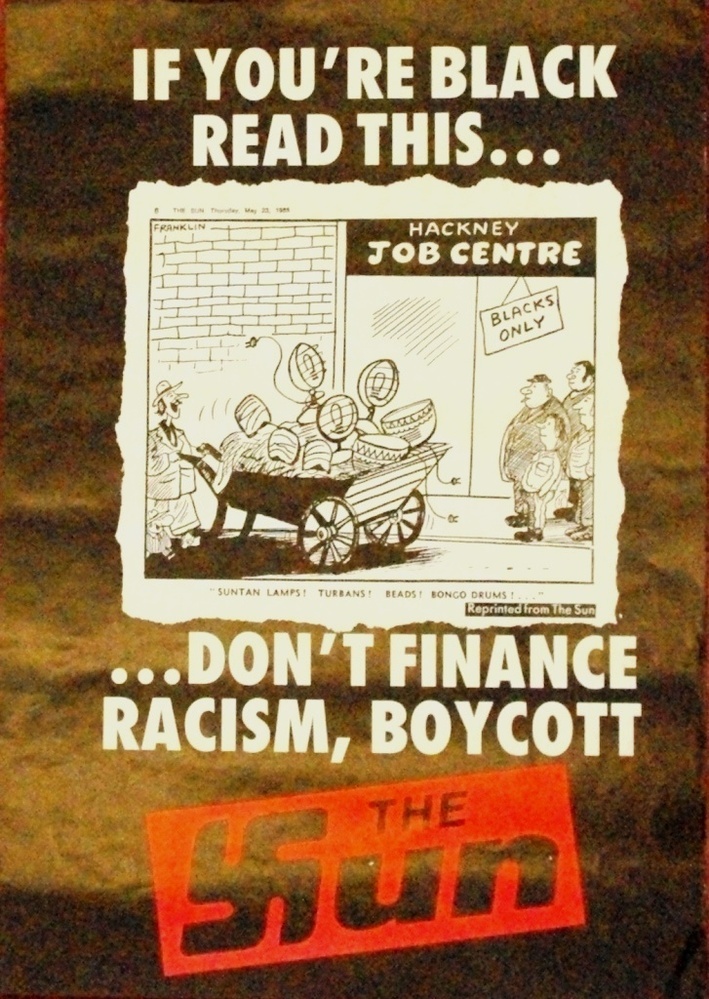 IF YOU'RE BLACK
READ THIS...
6 THE SUN Thursday, May 23, 1985
FRANKLIN
HACKNEY
JOB CENTRE
BLACKS
ONLY
"SUNTAN LAMPS! TURBANS! BEADS! BONGO DRUMS!..."
Reprinted from The Sun
...DON'T FINANCE
RACISM, BOYCOTT
THE
Sun